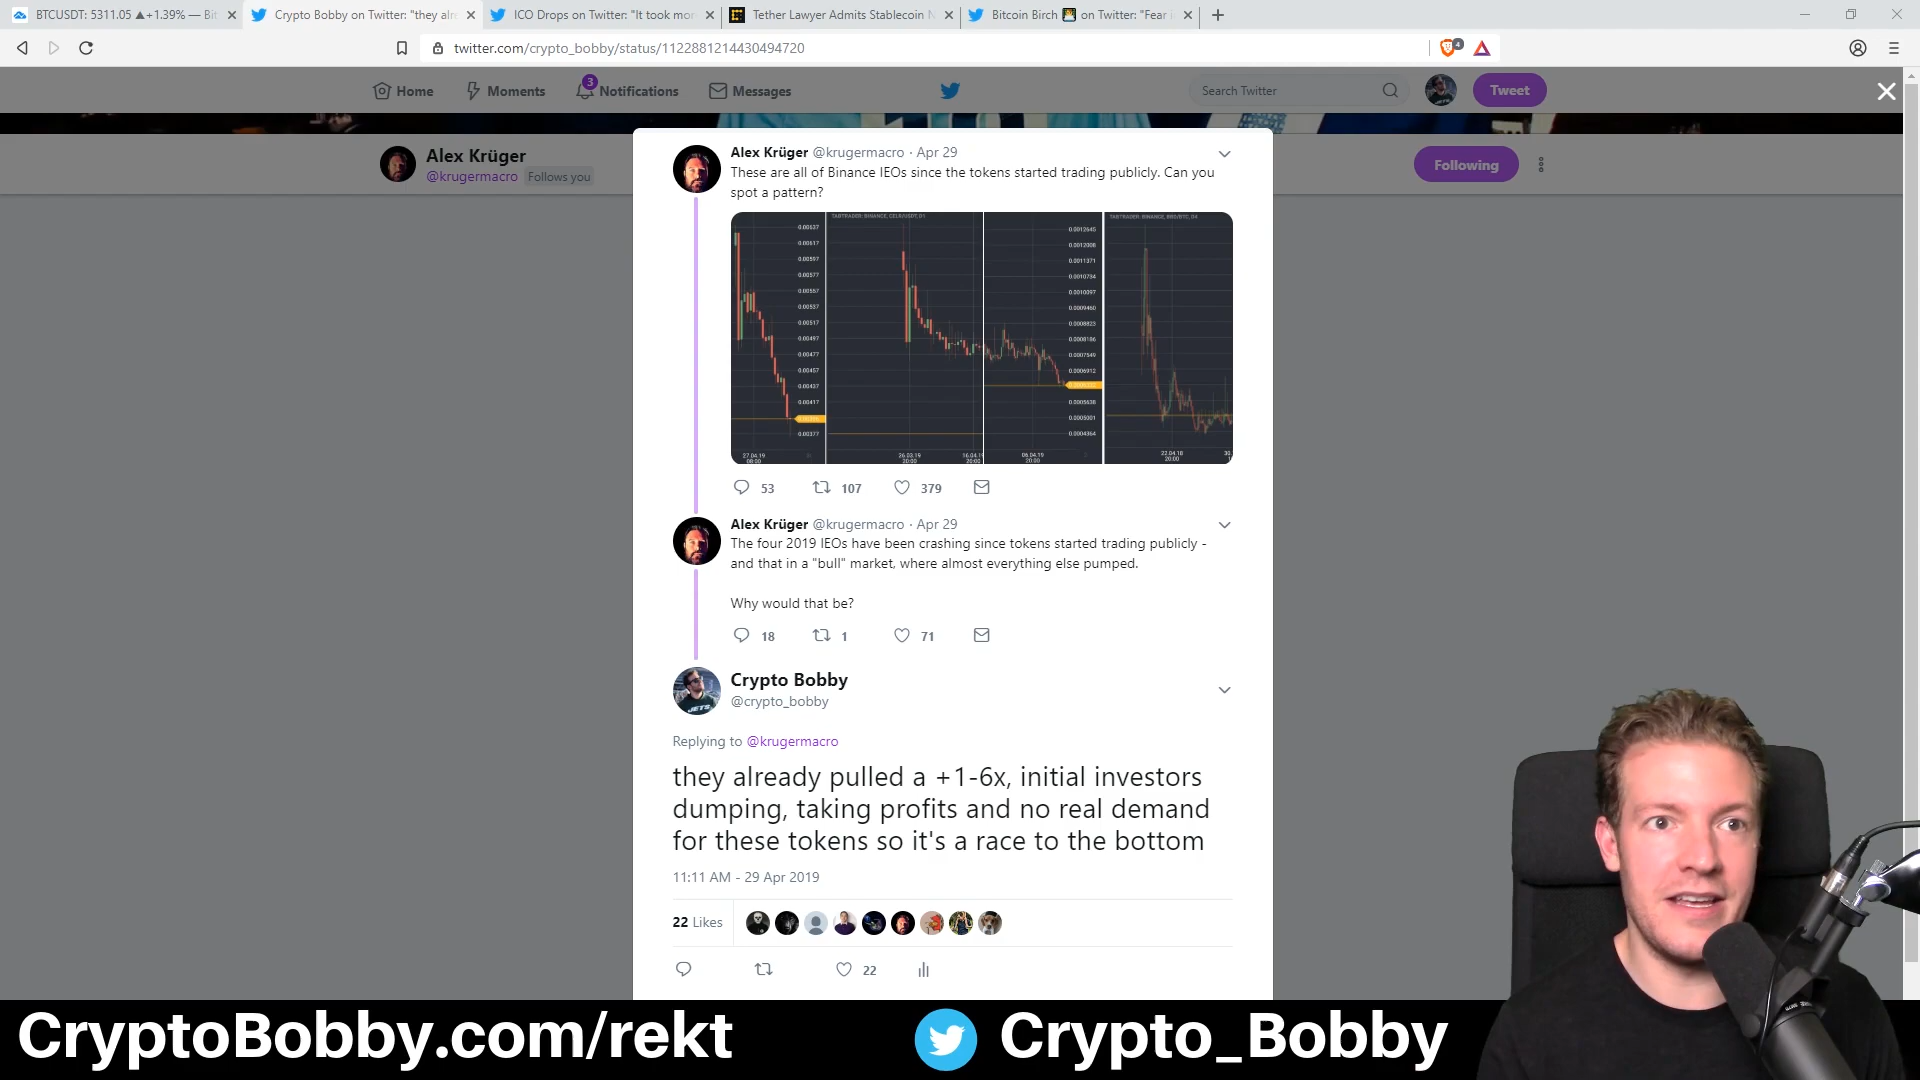 BTCUSDT: 5311.05 ▲+1.39% — Bi
Crypto Bobby on Twitter: "they alr
ICO Drops on Twitter: "It took mo
Tether Lawyer Admits Stablecoin N
Bitcoin Birch on Twitter: "Fear
twitter.com/crypto_bobby/status/1122881214430494720
4
Home
Moments
3
Notifications
Messages
Search Twitter
Tweet
Alex Krüger
@krugermacro Follows you
Following
Alex Krüger @krugermacro · Apr 29
These are all of Binance IEOs since the tokens started trading publicly. Can you
spot a pattern?
53 107 379
Alex Krüger @krugermacro · Apr 29
The four 2019 IEOs have been crashing since tokens started trading publicly -
and that in a "bull" market, where almost everything else pumped.
Why would that be?
18 1 71
Crypto Bobby
@crypto_bobby
Replying to @krugermacro
they already pulled a +1-6x, initial investors
dumping, taking profits and no real demand
for these tokens so it's a race to the bottom
11:11 AM - 29 Apr 2019
22 Likes
22
JETS
CryptoBobby.com/rekt
Crypto_Bobby